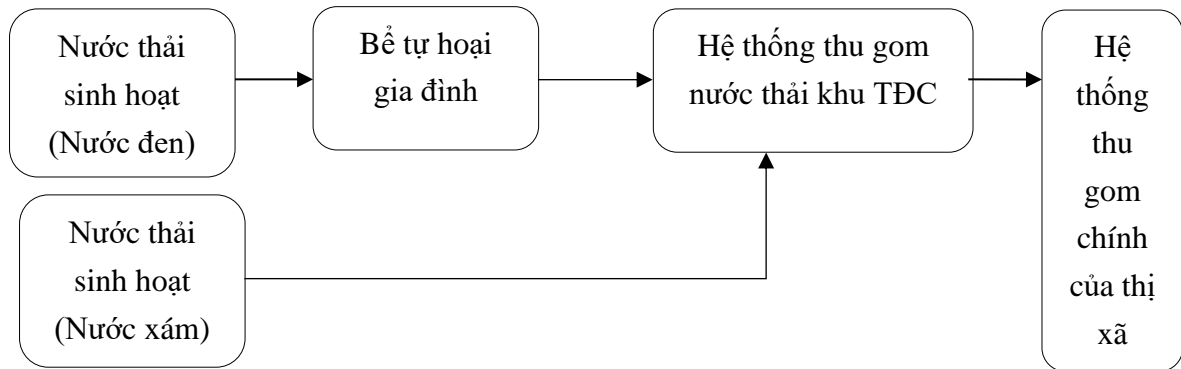 Nước thải
sinh hoạt
(Nước đen)
Bể tự hoại
gia đình
Hệ thống thu gom
nước thải khu TĐC
Hệ
thống
thu
gom
chính
của thị
xã
Nước thải
sinh hoạt
(Nước xám)